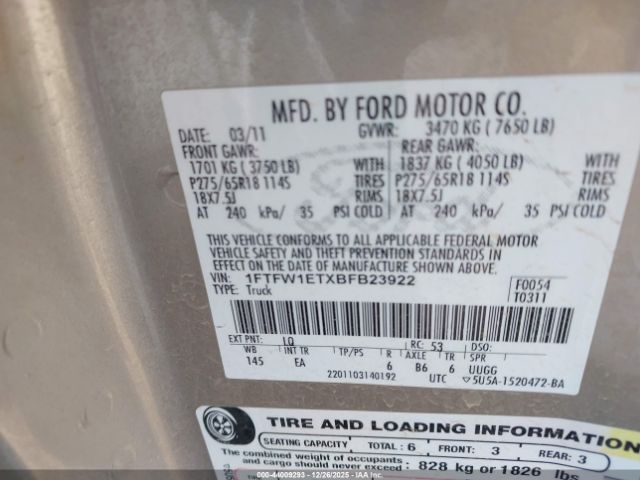 MFD. BY FORD MOTOR CO.
DATE: 03/11 GVWR: 3470 KG ( 7650 LB)
FRONT GAWR: REAR GAWR:
1701 KG ( 3750 LB) WITH 1837 KG ( 4050 LB) WITH
P275/65R18 114S TIRES P275/65R18 114S TIRES
18X7.5J RIMS 18X7.5J RIMS
AT 240 kPa/ 35 PSI COLD AT 240 kPa/ 35 PSI COLD
THIS VEHICLE CONFORMS TO ALL APPLICABLE FEDERAL MOTOR
VEHICLE SAFETY AND BUMPER STANDARDS IN
EFFECT ON THE DATE OF MANUFACTURE SHOWN ABOVE.
VIN: 1FTFW1ETXBFB23922 F0054
TYPE: Truck T0311
EXT PNT: LQ RC: 53 DSO:
WB INT TR TP/PS R AXLE TR SPR
145 EA 6 B6 6 UUGG
2201103140192 UTC ▽5U5A-1520472-BA
TIRE AND LOADING INFORMATION
SEATING CAPACITY TOTAL: 6 FRONT: 3 REAR: 3
The combined weight of occupants
and cargo should never exceed: 828 kg or 1826 lbs
000-44009293 - 12/26/2025 - IAA Holdings, LLC